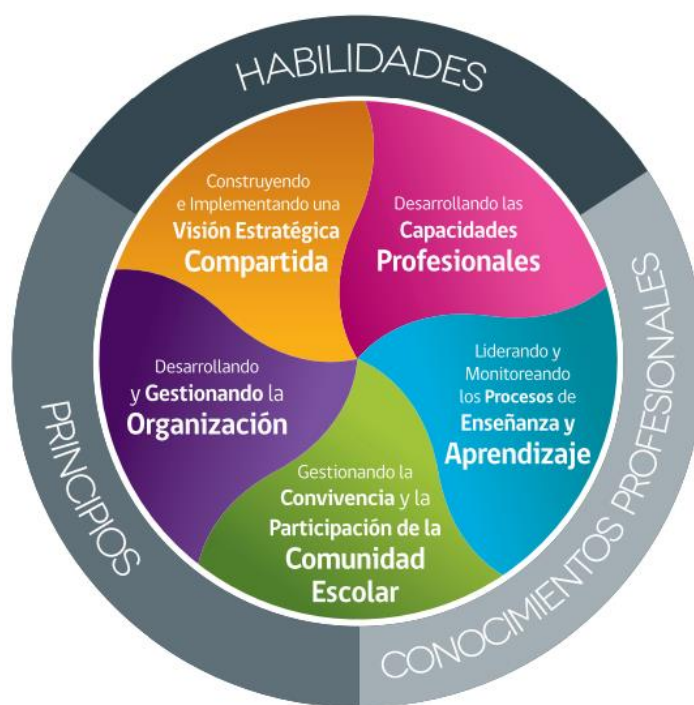 HABILIDADES
Construyendo
e Implementando una
Visión Estratégica
Compartida
Desarrollando las
Capacidades
Profesionales
Desarrollando
y Gestionando la
Organización
Liderando y
Monitoreando
los Procesos de
Enseñanza y
Aprendizaje
Gestionando la
Convivencia y la
Participación de la
Comunidad
Escolar
PRINCIPIOS
CONOCIMIENTOS PROFESIONALES